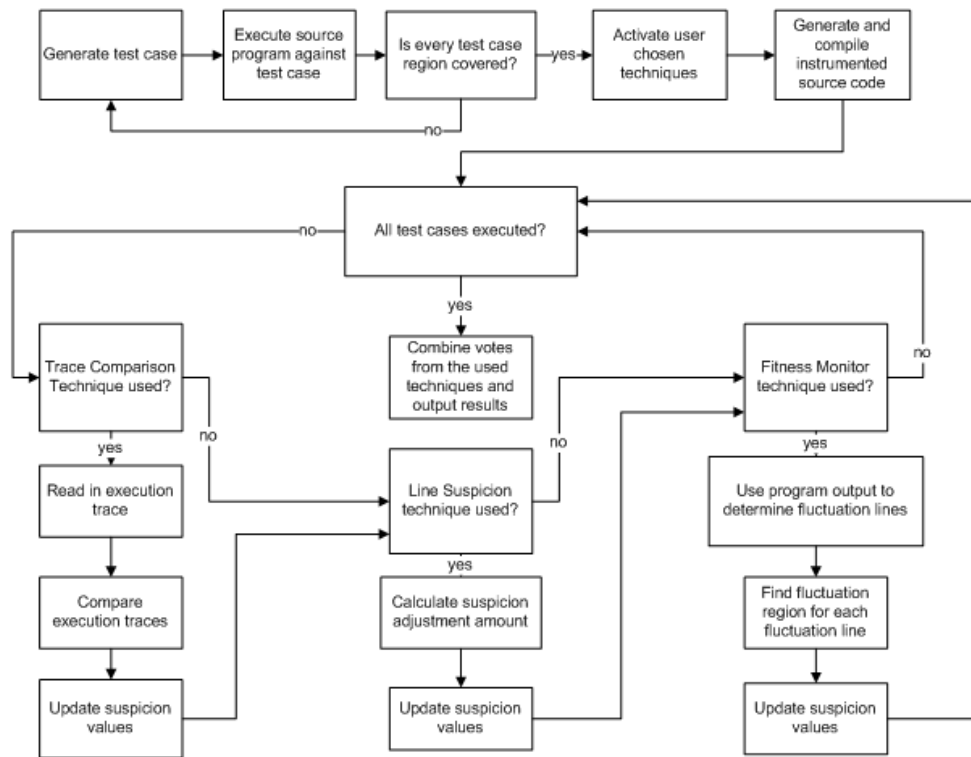 Generate test case
Execute source
program against
test case
Is every test case
region covered?
yes
Activate user
chosen
techniques
Generate and
compile
instrumented
source code
no
All test cases executed?
no
yes
Combine votes
from the used
techniques and
output results
Trace Comparison
Technique used?
no
yes
Read in execution
trace
Compare
execution traces
Update suspicion
values
Line Suspicion
technique used?
no
yes
Calculate suspicion
adjustment amount
Update suspicion
values
Fitness Monitor
technique used?
no
yes
Use program output to
determine fluctuation lines
Find fluctuation
region for each
fluctuation line
Update suspicion
values